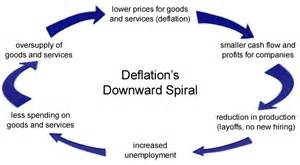 lower prices for goods
and services (deflation)
smaller cash flow and
profits for companies
reduction in production
(layoffs, no new hiring)
increased
unemployment
less spending on
goods and services
oversupply of
goods and services
Deflation's
Downward Spiral